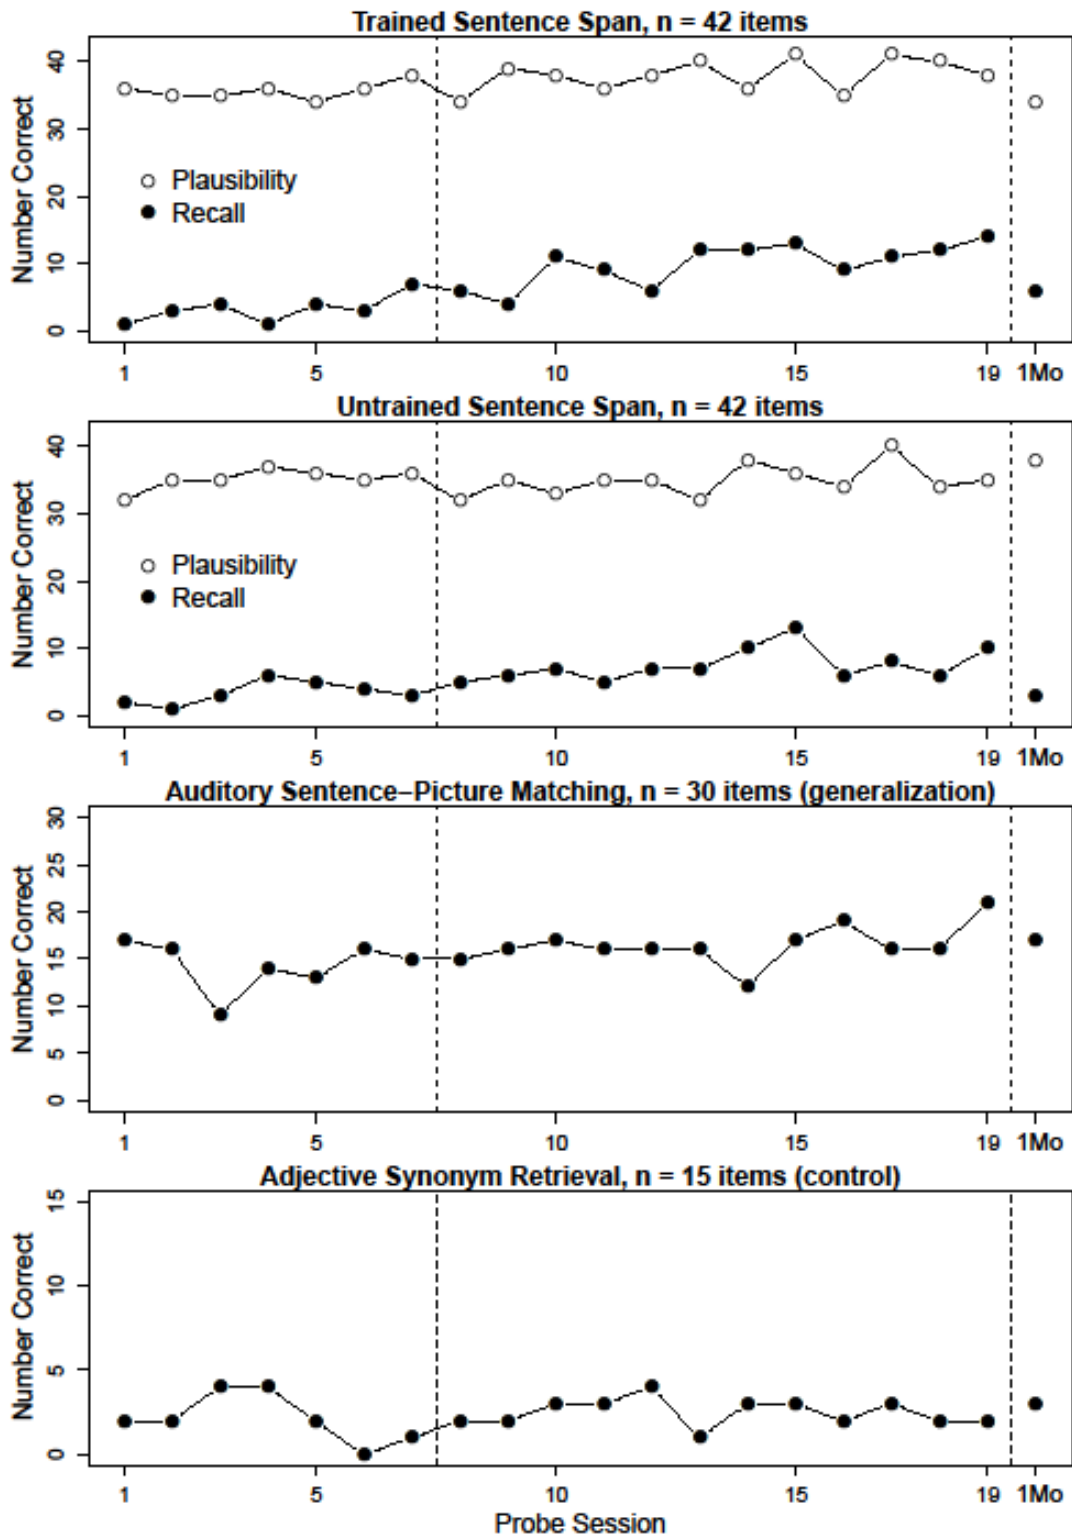 Trained Sentence Span, n = 42 items
Number Correct
40
30
20
10
0
Plausibility
Recall
1 5 10 15 19 1Mo
Untrained Sentence Span, n = 42 items
Number Correct
40
30
20
10
0
Plausibility
Recall
1 5 10 15 19 1Mo
Auditory Sentence–Picture Matching, n = 30 items (generalization)
Number Correct
30
25
20
15
10
5
0
1 5 10 15 19 1Mo
Adjective Synonym Retrieval, n = 15 items (control)
Number Correct
15
10
5
0
1 5 10 15 19 1Mo
Probe Session